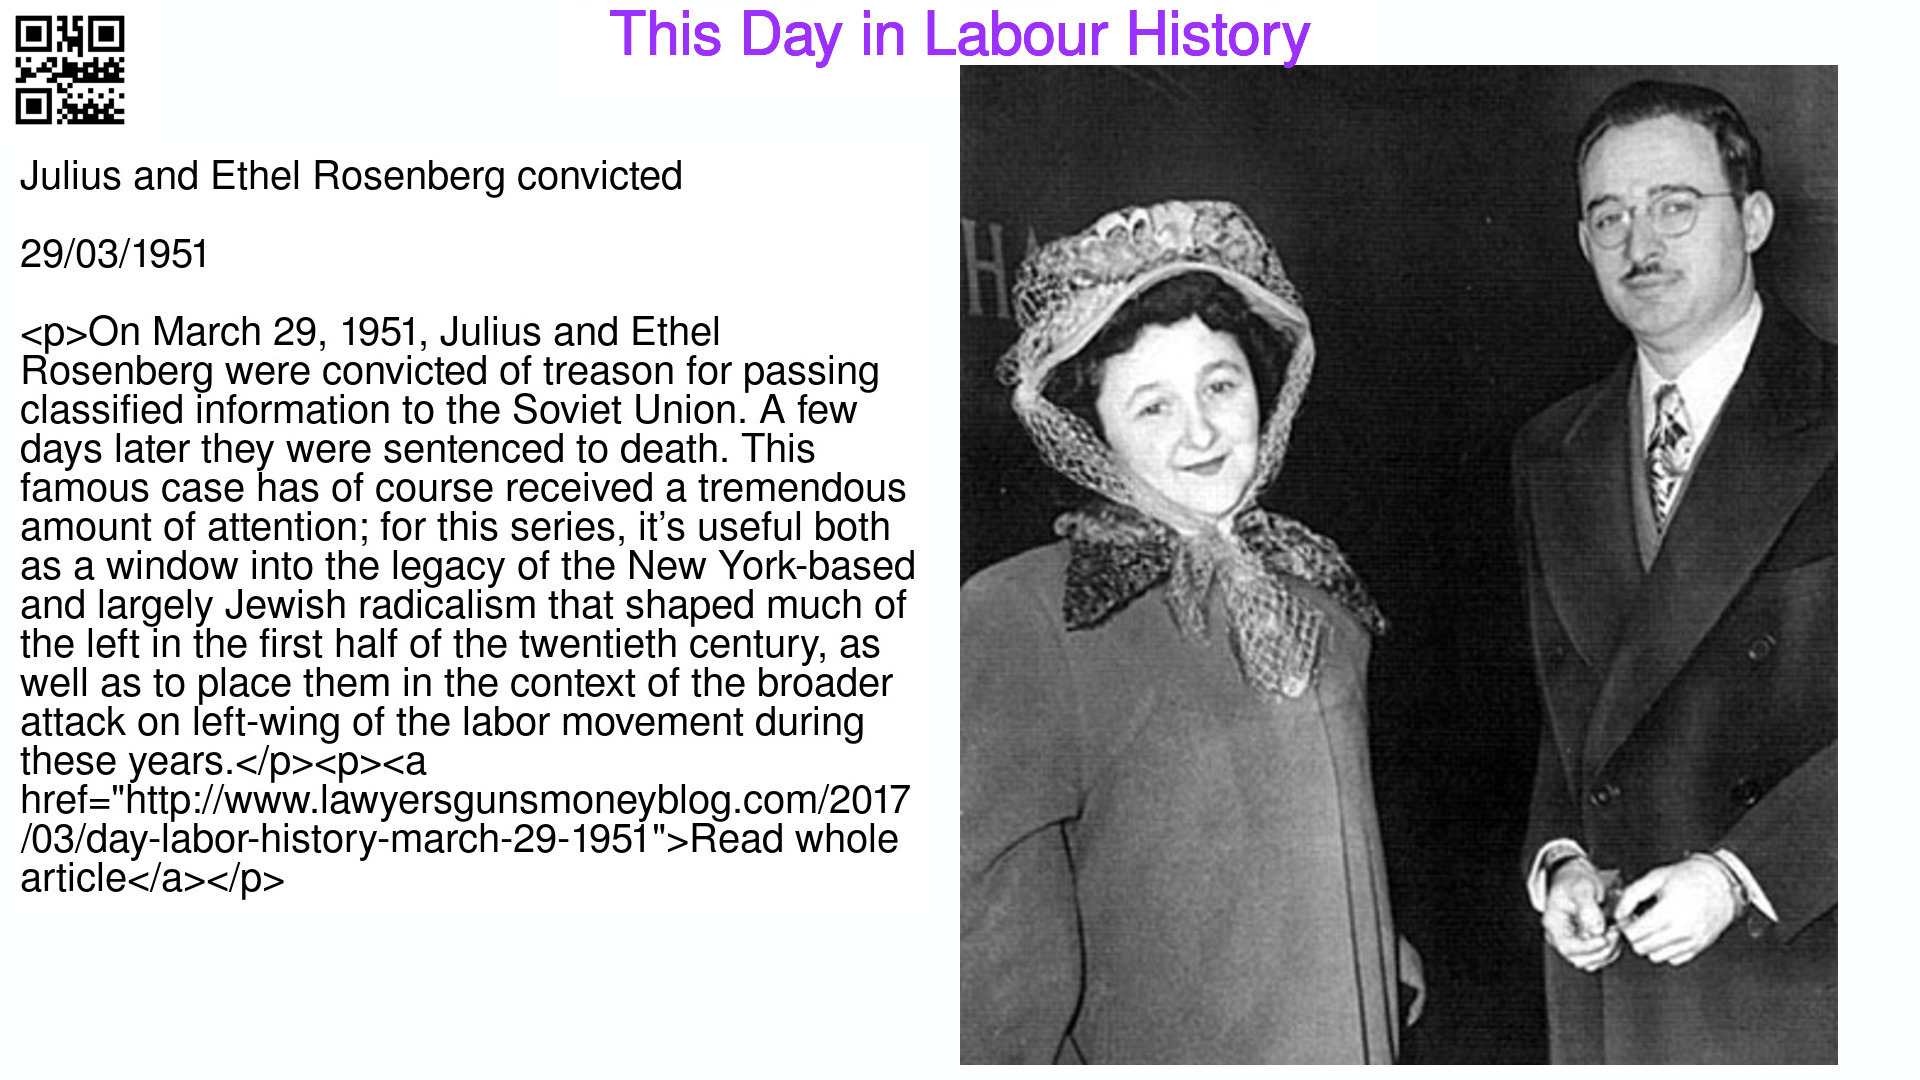 This Day in Labour History
Julius and Ethel Rosenberg convicted
29/03/1951
<p>On March 29, 1951, Julius and Ethel
Rosenberg were convicted of treason for passing
classified information to the Soviet Union. A few
days later they were sentenced to death. This
famous case has of course received a tremendous
amount of attention; for this series, it’s useful both
as a window into the legacy of the New York-based
and largely Jewish radicalism that shaped much of
the left in the first half of the twentieth century, as
well as to place them in the context of the broader
attack on left-wing of the labor movement during
these years.</p><p><a
href="http://www.lawyersgunsmoneyblog.com/2017
/03/day-labor-history-march-29-1951">Read whole
article</a></p>